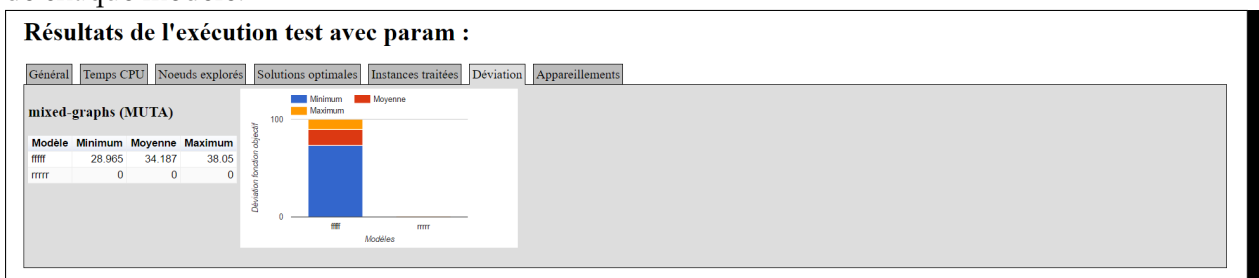 Résultats de l'exécution test avec param :
Général Temps CPU Noeuds explorés Solutions optimales Instances traitées Déviation Appareillements
mixed-graphs (MUTA)
Modèle Minimum Moyenne Maximum
fffff 28.965 34.187 38.05
rrrrr 0 0 0
Minimum Moyenne
Maximum
100
Déviation fonction objectif
0
fffff rrrrr
Modèles